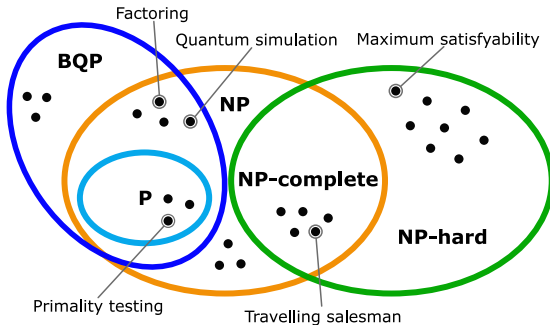 Factoring
Quantum simulation
Maximum satisfyability
BQP
NP
NP-complete
P
NP-hard
Primality testing
Travelling salesman